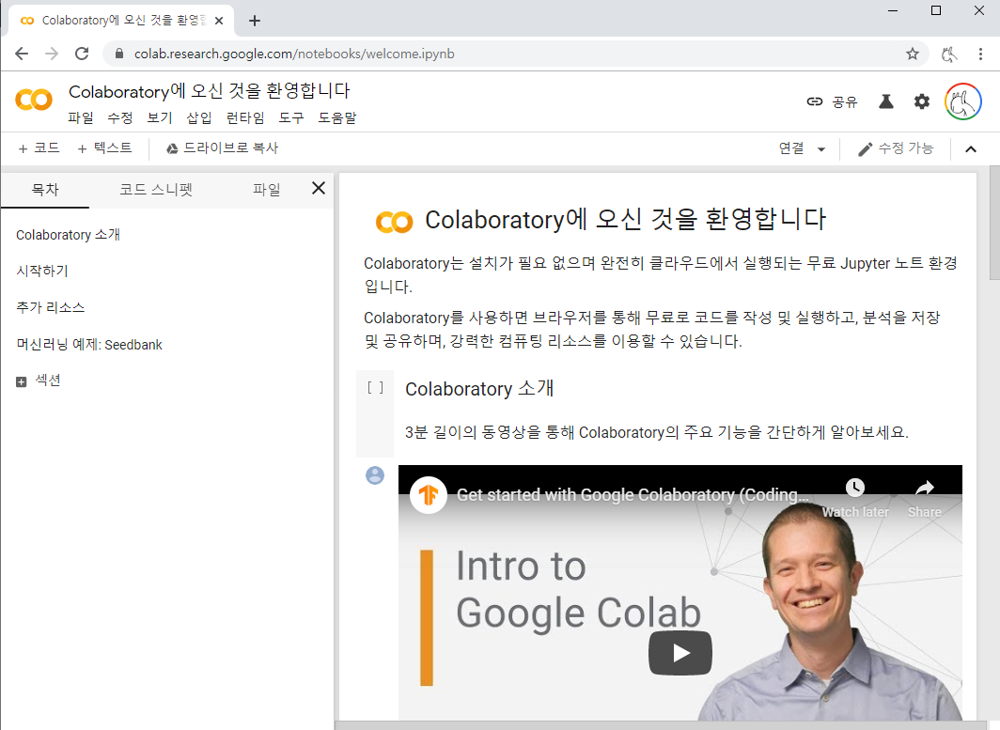 Colaboratory에 오신 것을 환영합
colab.research.google.com/notebooks/welcome.ipynb
Colaboratory에 오신 것을 환영합니다
파일 수정 보기 삽입 런타임 도구 도움말
공유
+ 코드 + 텍스트 드라이브로 복사
연결 수정 가능
목차 코드 스니펫 파일
Colaboratory 소개
시작하기
추가 리소스
머신러닝 예제: Seedbank
섹션
Colaboratory에 오신 것을 환영합니다
Colaboratory는 설치가 필요 없으며 완전히 클라우드에서 실행되는 무료 Jupyter 노트 환경
입니다.
Colaboratory를 사용하면 브라우저를 통해 무료로 코드를 작성 및 실행하고, 분석을 저장
및 공유하며, 강력한 컴퓨팅 리소스를 이용할 수 있습니다.
[ ] Colaboratory 소개
3분 길이의 동영상을 통해 Colaboratory의 주요 기능을 간단하게 알아보세요.
Get started with Google Colaboratory (Coding...
Watch later Share
Intro to
Google Colab